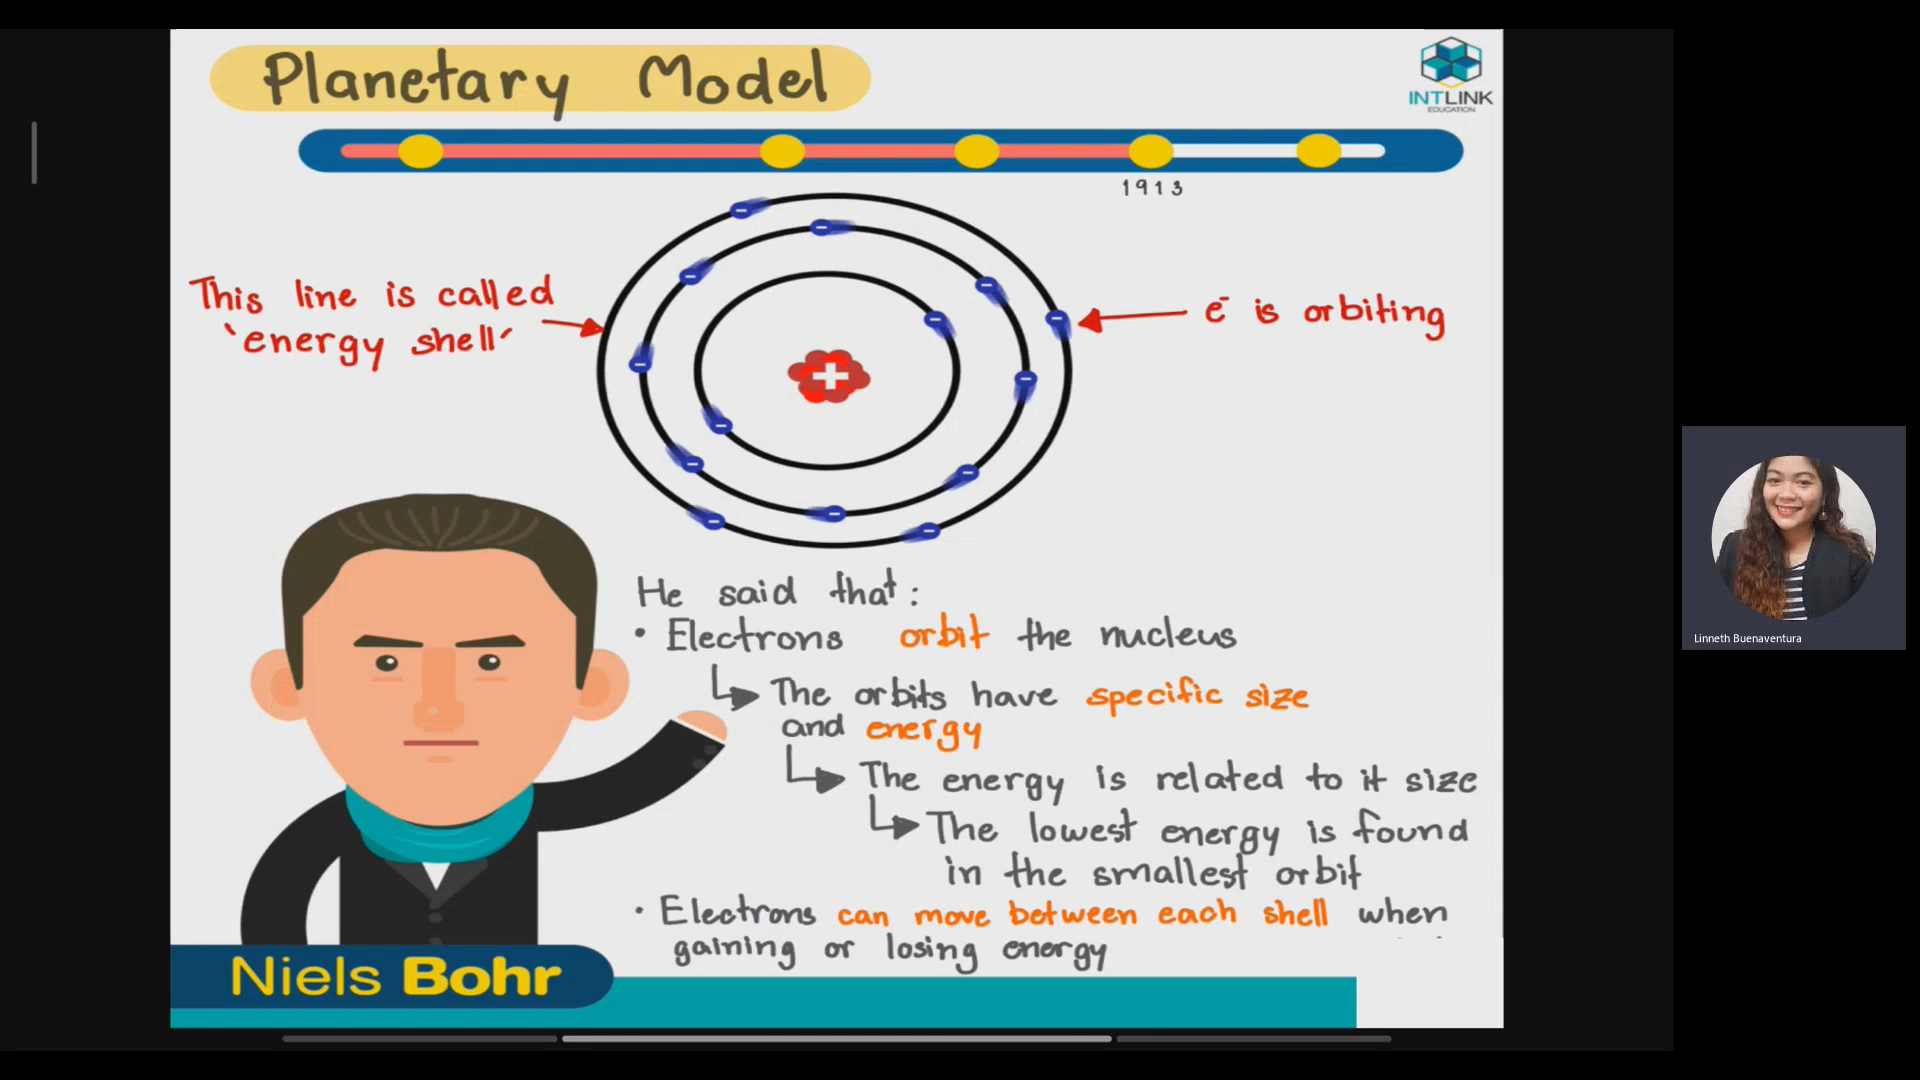 Planetary Model
INTLINK
EDUCATION
1913
This line is called
'energy shell'
e⁻ is orbiting
He said that:
• Electrons orbit the nucleus
The orbits have specific size
and energy
The energy is related to it size
The lowest energy is found
in the smallest orbit
• Electrons can move between each shell when
gaining or losing energy
Niels Bohr
Linneth Buenaventura